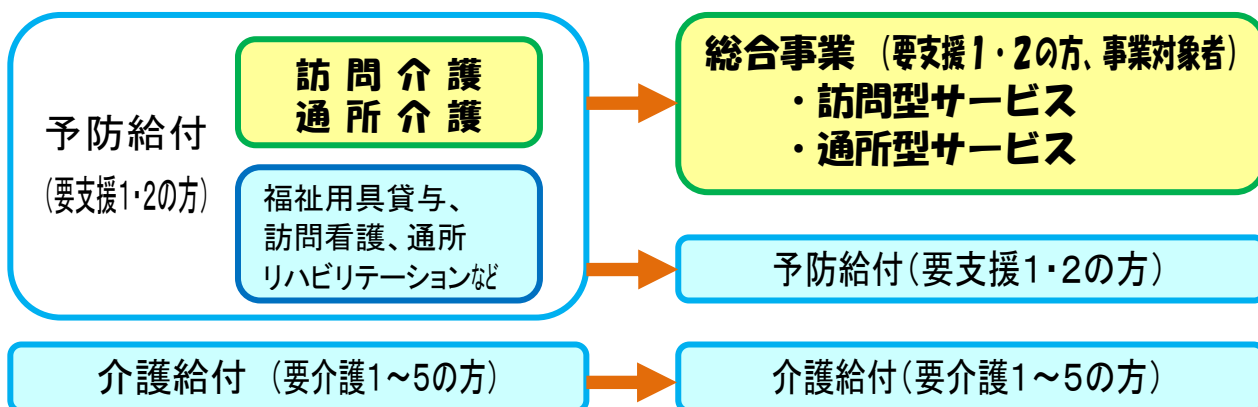 予防給付
(要支援1・2の方)
訪問介護
通所介護
福祉用具貸与、
訪問看護、通所
リハビリテーションなど
総合事業 (要支援1・2の方、事業対象者)
・訪問型サービス
・通所型サービス
予防給付(要支援1・2の方)
介護給付 (要介護1～5の方)
介護給付(要介護1～5の方)